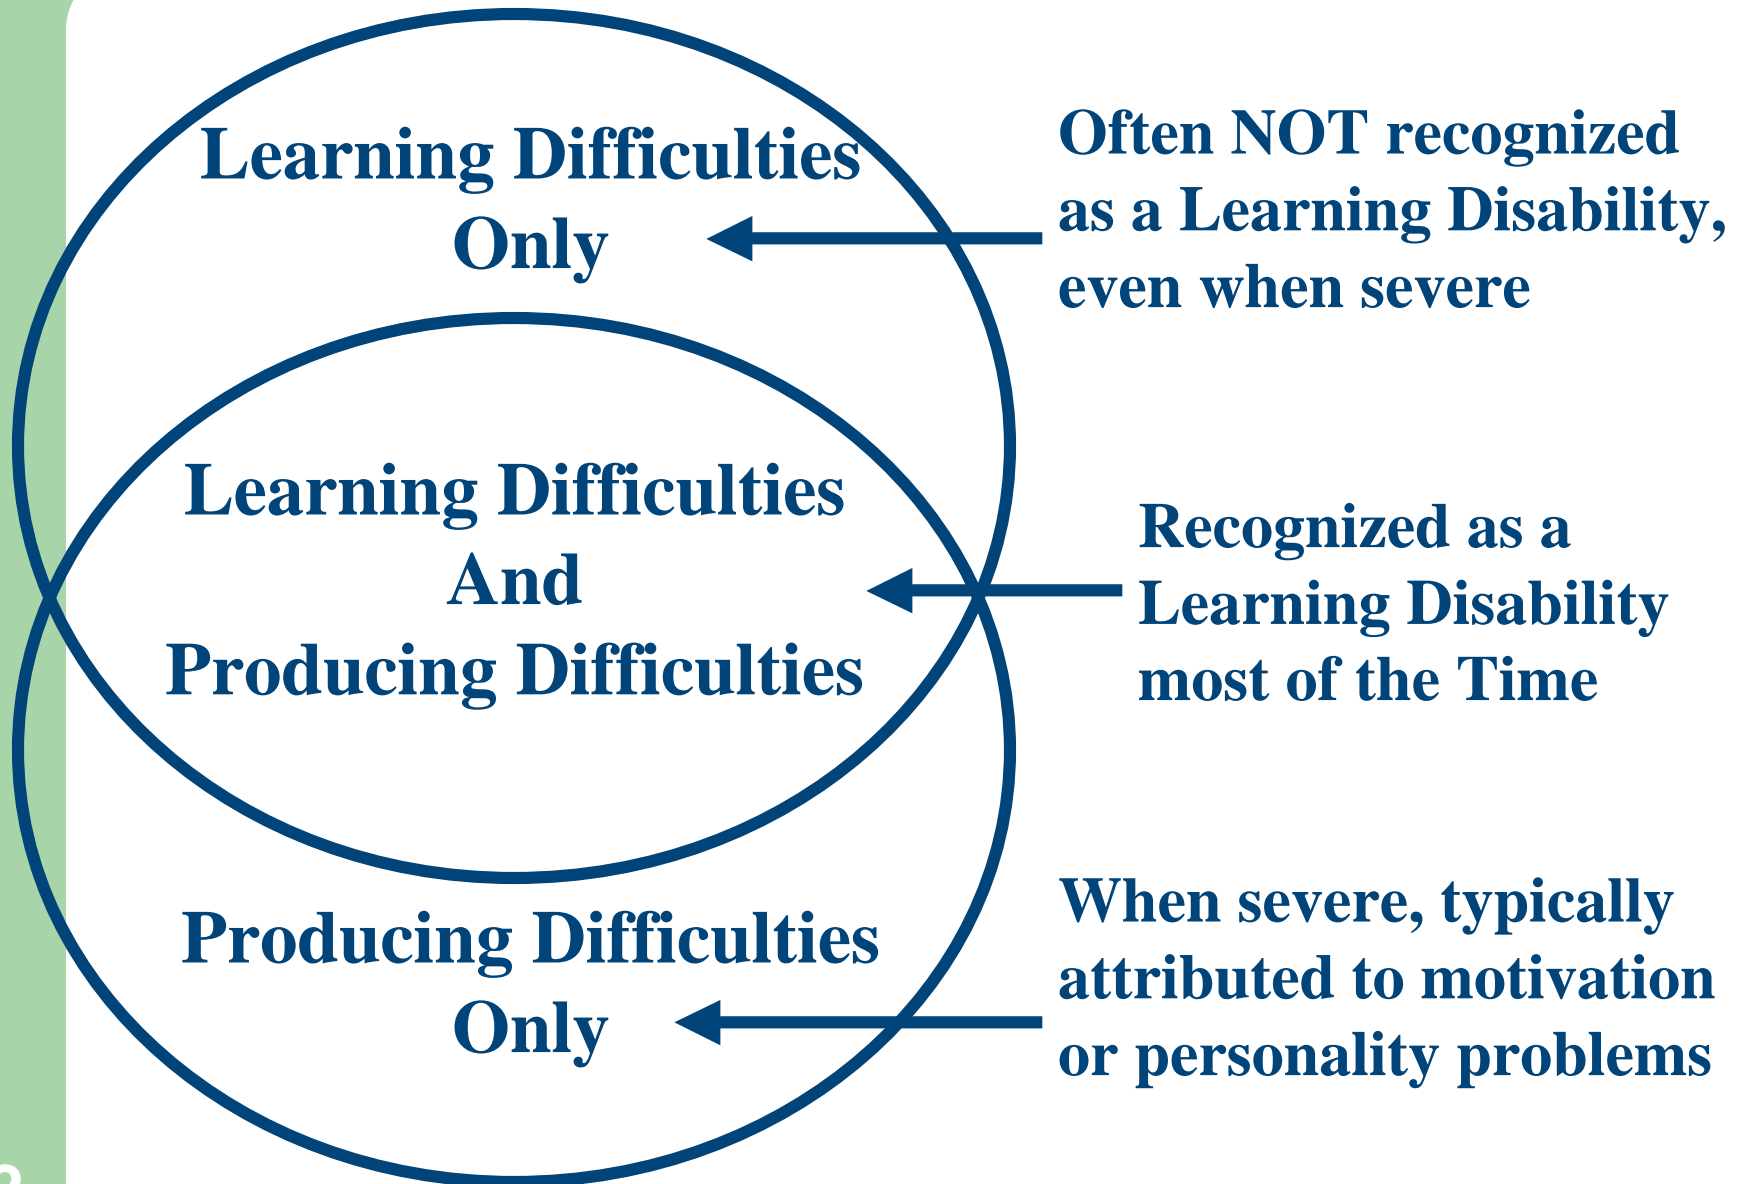 Learning Difficulties
Only
Often NOT recognized
as a Learning Disability,
even when severe
Learning Difficulties
And
Producing Difficulties
Recognized as a
Learning Disability
most of the Time
Producing Difficulties
Only
When severe, typically
attributed to motivation
or personality problems